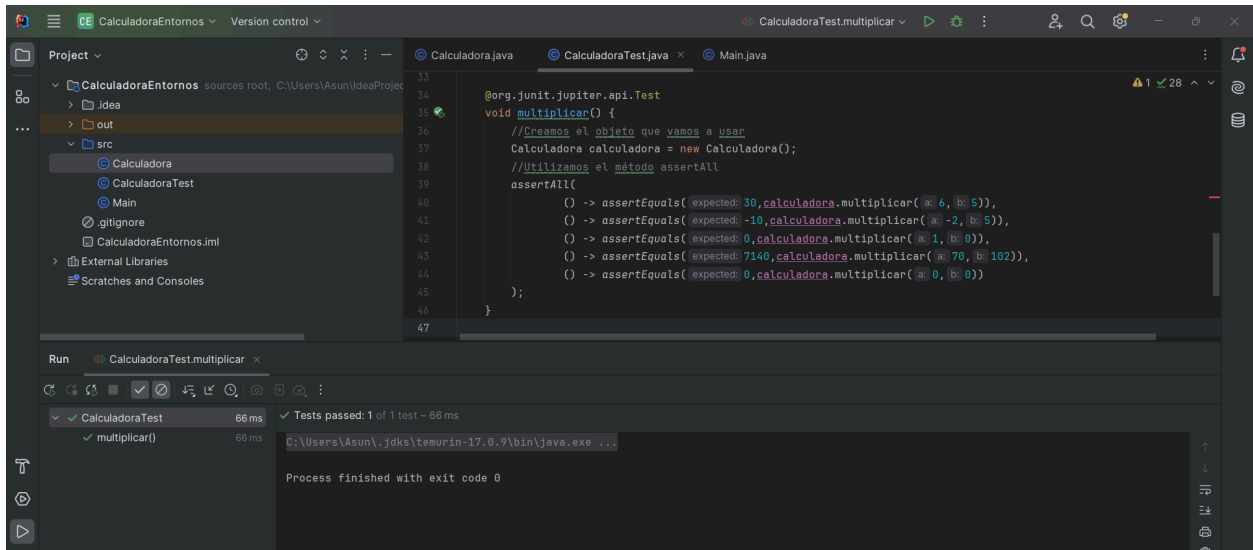 CE CalculadoraEntornos Version control CalculadoraTest.multiplicar
Project
CalculadoraEntornos sources root, C:\Users\Asun\IdeaProjec
.idea
out
src
Calculadora
CalculadoraTest
Main
.gitignore
CalculadoraEntornos.iml
External Libraries
Scratches and Consoles
Calculadora.java CalculadoraTest.java Main.java
1 28
33
34 @org.junit.jupiter.api.Test
35 void multiplicar() {
36 //Creamos el objeto que vamos a usar
37 Calculadora calculadora = new Calculadora();
38 //Utilizamos el método assertAll
39 assertAll(
40 () -> assertEquals( expected: 30,calculadora.multiplicar( a: 6, b: 5)),
41 () -> assertEquals( expected: -10,calculadora.multiplicar( a: -2, b: 5)),
42 () -> assertEquals( expected: 0,calculadora.multiplicar( a: 1, b: 0)),
43 () -> assertEquals( expected: 7140,calculadora.multiplicar( a: 70, b: 102)),
44 () -> assertEquals( expected: 0,calculadora.multiplicar( a: 0, b: 0))
45 );
46 }
47
Run CalculadoraTest.multiplicar
CalculadoraTest 66 ms
multiplicar() 66 ms
Tests passed: 1 of 1 test – 66 ms
C:\Users\Asun\.jdks\temurin-17.0.9\bin\java.exe ...
Process finished with exit code 0